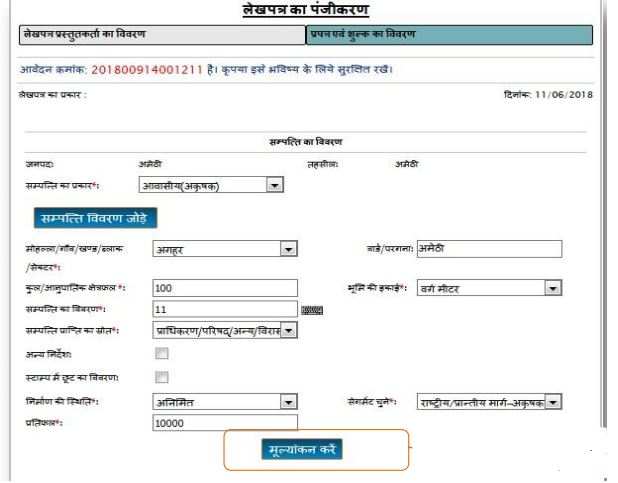 लेखपत्र का पंजीकरण
लेखपत्र प्रस्तुतकर्ता का विवरण प्रपत्र एवं शुल्क का विवरण
आवेदन क्रमांक: 201800914001211 है। कृपया इसे भविष्य के लिये सुरक्षित रखें।
लेखपत्र का प्रकार : दिनांक: 11/06/2018
सम्पत्ति का विवरण
जनपद: अमेठी तहसील: अमेठी
सम्पत्ति का प्रकार*: आवासीय(अकृषक)
सम्पत्ति विवरण जोड़े
मोहल्ला/गाँव/खण्ड/ब्लाक अगहर वार्ड/परगना: अमेठी
/सेक्टर*:
कुल/आनुपातिक क्षेत्रफल *: 100 भूमि की इकाई*: वर्ग मीटर
सम्पत्ति का विवरण*: 11
सम्पत्ति प्राप्ति का स्रोत*: प्राधिकरण/परिषद्/अन्य/विरास
अन्य निर्देश:
स्टाम्प में छूट का विवरण:
निर्माण की स्थिति*: अनिर्मित सेगमेंट चुने*: राष्ट्रीय/प्रान्तीय मार्ग-अकृषक
प्रतिफल*: 10000
मूल्यांकन करें